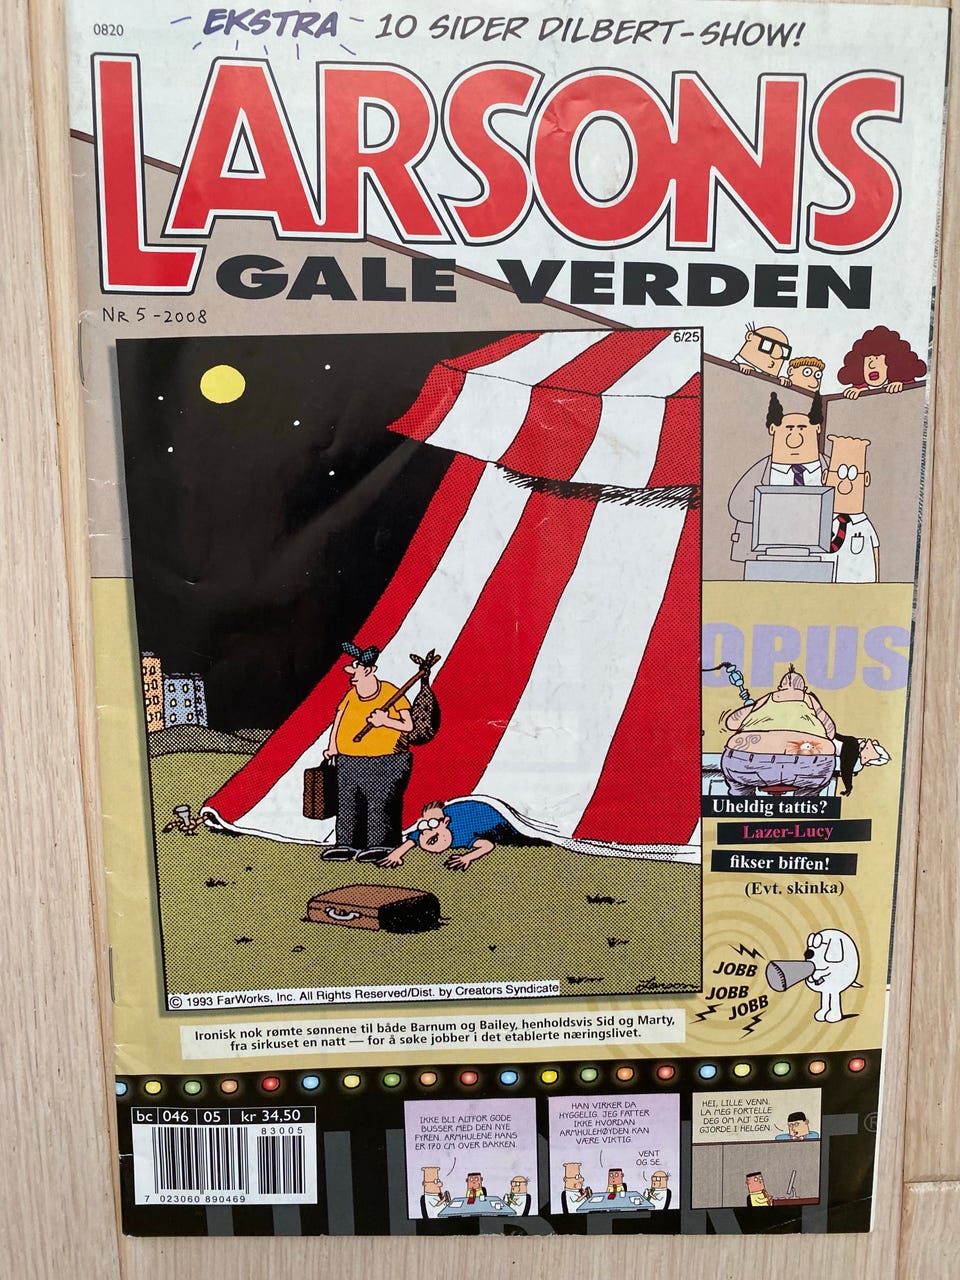 0820
EKSTRA 10 SIDER DILBERT-SHOW!
LARSONS
GALE VERDEN
NR 5 -2008
6/25
OPUS
Uheldig tattis?
Lazer-Lucy
fikser biffen!
(Evt. skinka)
JOBB
JOBB
JOBB
© 1993 FarWorks, Inc. All Rights Reserved/Dist. by Creators Syndicate
Larson
Ironisk nok rømte sønnene til både Barnum og Bailey, henholdsvis Sid og Marty,
fra sirkuset en natt — for å søke jobber i det etablerte næringslivet.
bc 046 05 kr 34.50
83005
7 023060 890469
IKKE BLI ALTFOR GODE
BUSSER MED DEN NYE
FYREN. ARMHULENE HANS
ER 170 CM OVER BAKKEN.
HAN VIRKER DA
HYGGELIG. JEG FATTER
IKKE HVORDAN
ARMHULEHØYDEN KAN
VÆRE VIKTIG.
VENT
OG SE.
HEI, LILLE VENN.
LA MEG FORTELLE
DEG OM ALT JEG
GJORDE I HELGEN.
DILBERT®